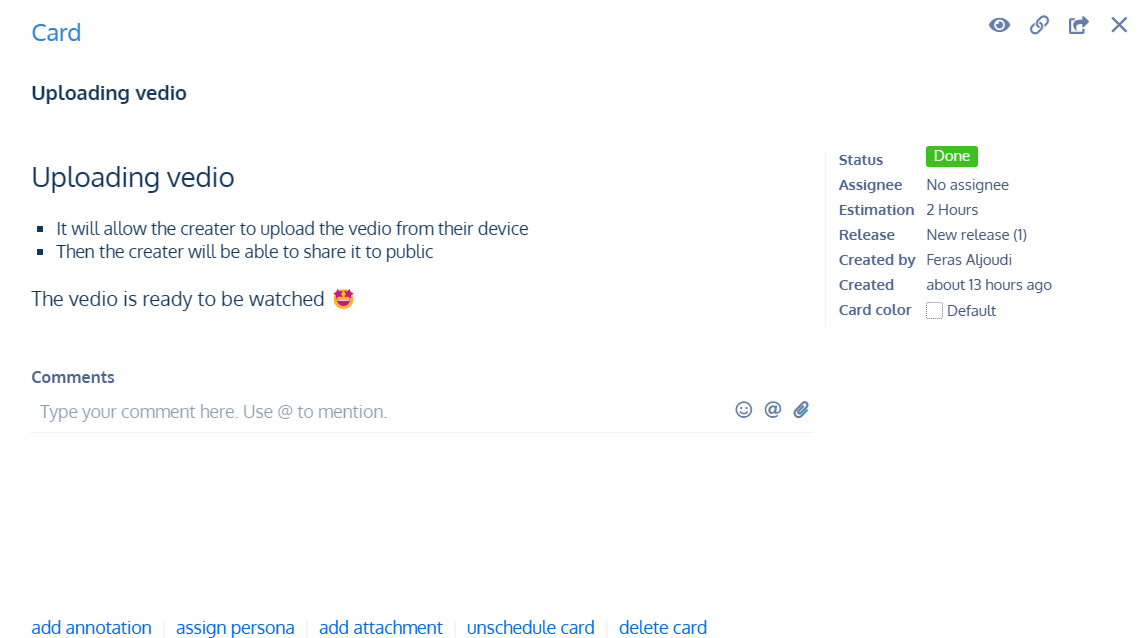 Card
Uploading vedio
Uploading vedio
It will allow the creater to upload the vedio from their device
Then the creater will be able to share it to public
The vedio is ready to be watched 🤩
Status Done
Assignee No assignee
Estimation 2 Hours
Release New release (1)
Created by Feras Aljoudi
Created about 13 hours ago
Card color Default
Comments
Type your comment here. Use @ to mention.
add annotation assign persona add attachment unschedule card delete card